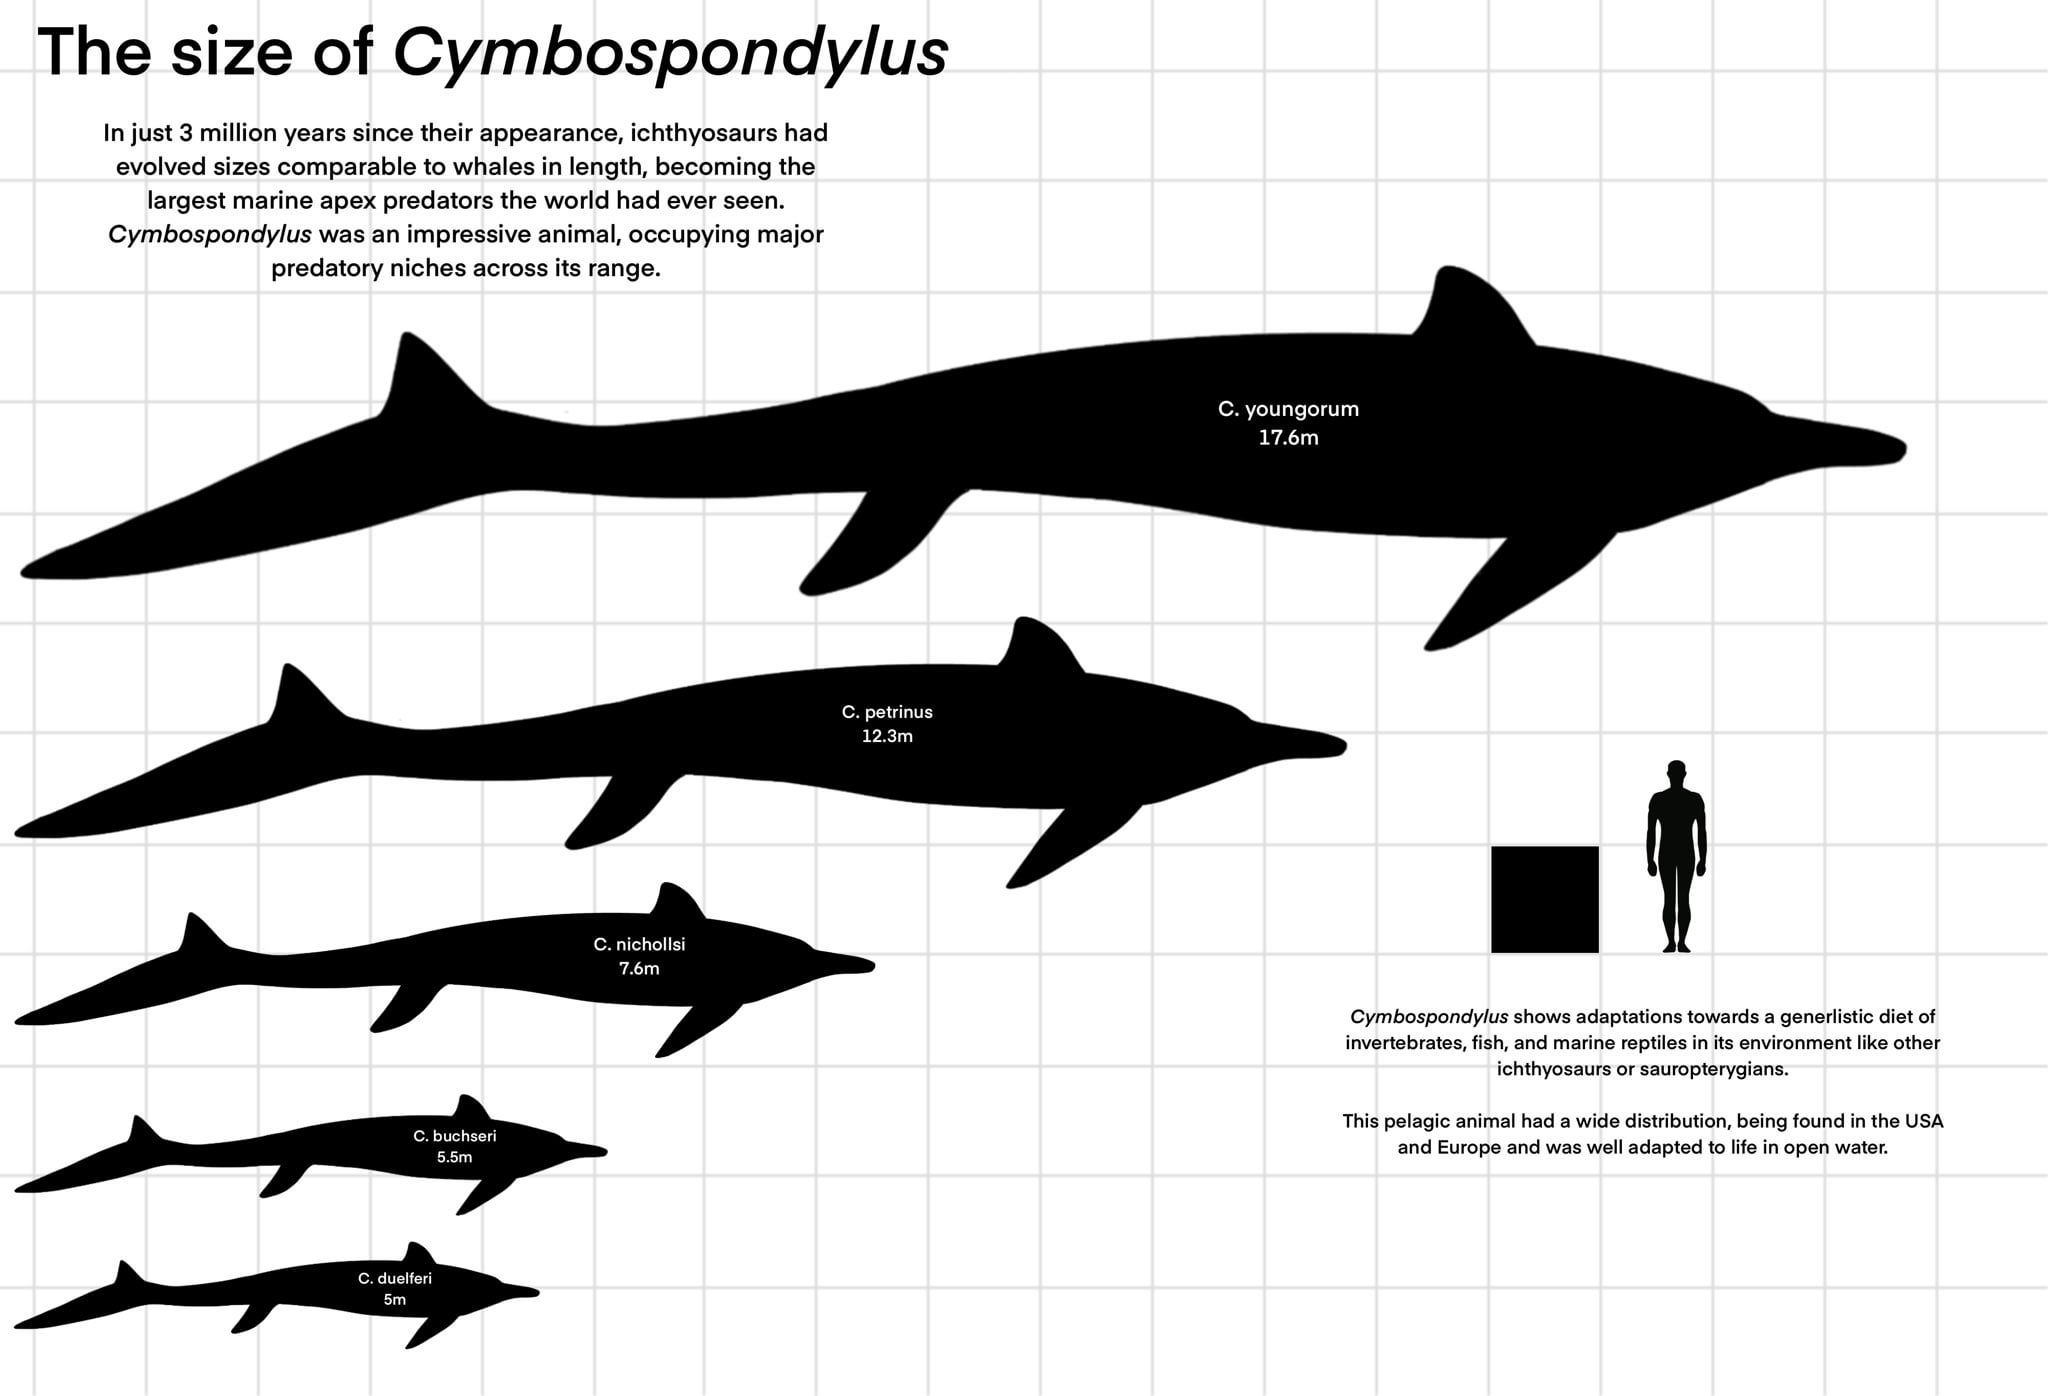 The size of Cymbospondylus
In just 3 million years since their appearance, ichthyosaurs had
evolved sizes comparable to whales in length, becoming the
largest marine apex predators the world had ever seen.
Cymbospondylus was an impressive animal, occupying major
predatory niches across its range.
C. youngorum
17.6m
C. petrinus
12.3m
C. nichollsi
7.6m
C. buchseri
5.5m
C. duelferi
5m
Cymbospondylus shows adaptations towards a generlistic diet of
invertebrates, fish, and marine reptiles in its environment like other
ichthyosaurs or sauropterygians.
This pelagic animal had a wide distribution, being found in the USA
and Europe and was well adapted to life in open water.